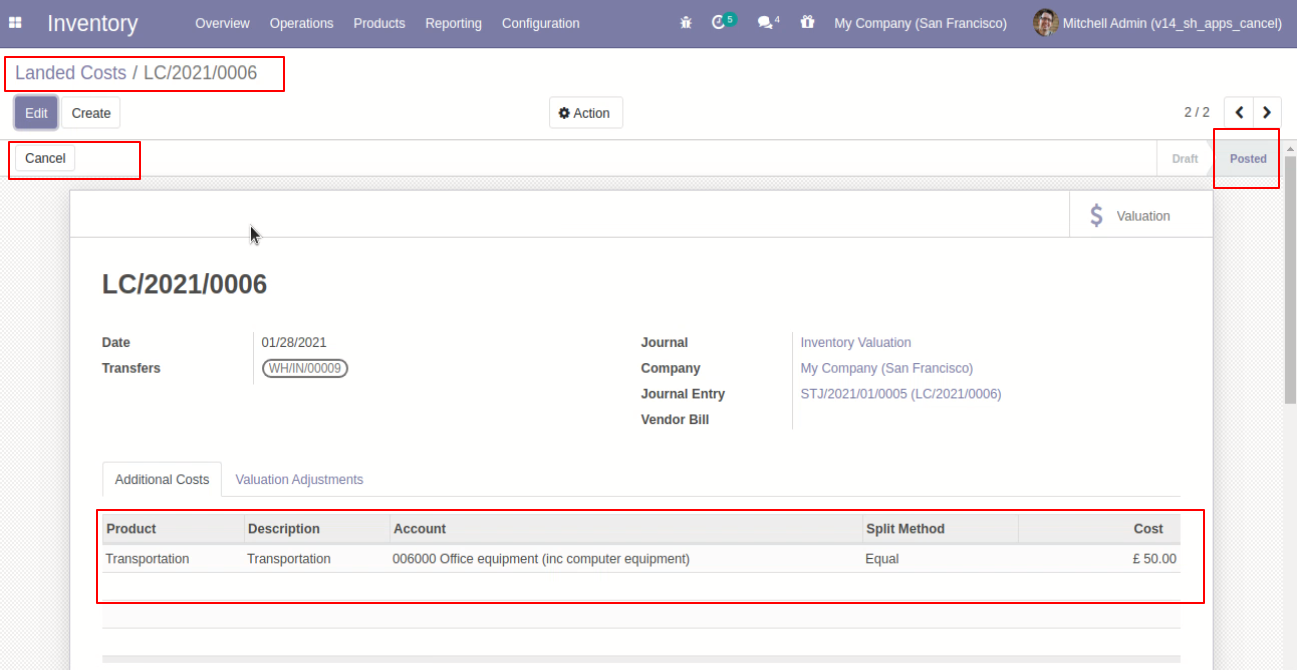 Inventory Overview Operations Products Reporting Configuration 5 4 My Company (San Francisco) Mitchell Admin (v14_sh_apps_cancel)
Landed Costs / LC/2021/0006
Edit Create Action 2 / 2
Cancel Draft Posted
$ Valuation
LC/2021/0006
Date 01/28/2021 Journal Inventory Valuation
Transfers WH/IN/00009 Company My Company (San Francisco)
Journal Entry STJ/2021/01/0005 (LC/2021/0006)
Vendor Bill
Additional Costs Valuation Adjustments
Product Description Account Split Method Cost
Transportation Transportation 006000 Office equipment (inc computer equipment) Equal £ 50.00